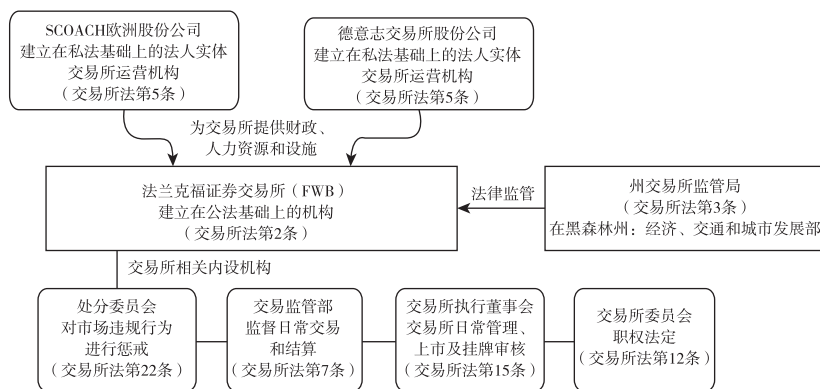 SCOACH欧洲股份公司
建立在私法基础上的法人实体
交易所运营机构
（交易所法第5条）
德意志交易所股份公司
建立在私法基础上的法人实体
交易所运营机构
（交易所法第5条）
为交易所提供财政、
人力资源和设施
法兰克福证券交易所（FWB）
建立在公法基础上的机构
（交易所法第2条）
法律监管
州交易所监管局
（交易所法第3条）
在黑森林州：经济、交通和城市发展部
交易所相关内设机构
处分委员会
对市场违规行为
进行惩戒
（交易所法第22条）
交易监管部
监督日常交易
和结算
（交易所法第7条）
交易所执行董事会
交易所日常管理、
上市及挂牌审核
（交易所法第15条）
交易所委员会
职权法定
（交易所法第12条）